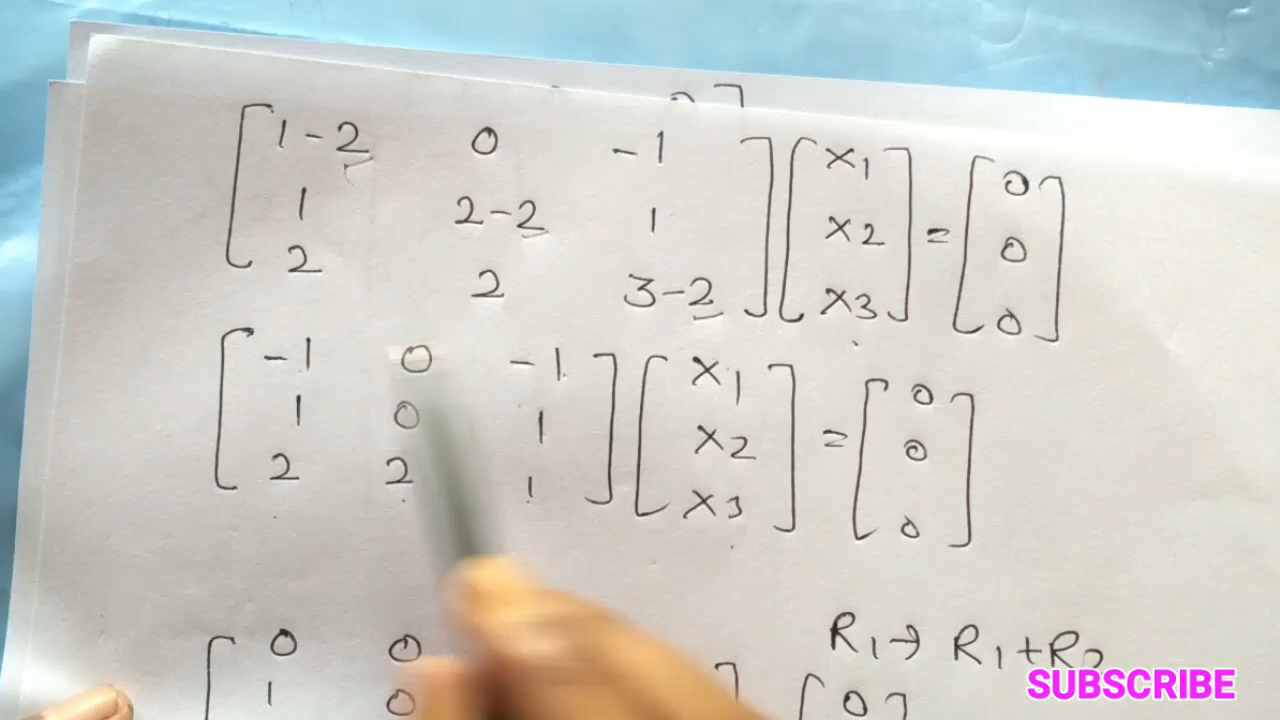 [ 1-2 0 -1 ] [ x1 ] = [ 0 ]
[ 1 2-2 1 ] [ x2 ] = [ 0 ]
[ 2 2 3-2 ] [ x3 ] = [ 0 ]
[ -1 0 -1 ] [ x1 ] = [ 0 ]
[ 1 0 1 ] [ x2 ] = [ 0 ]
[ 2 2 1 ] [ x3 ] = [ 0 ]
R1→ R1+R2
[ 0 0
[ 1 0 ] [ 0 ]
SUBSCRIBE